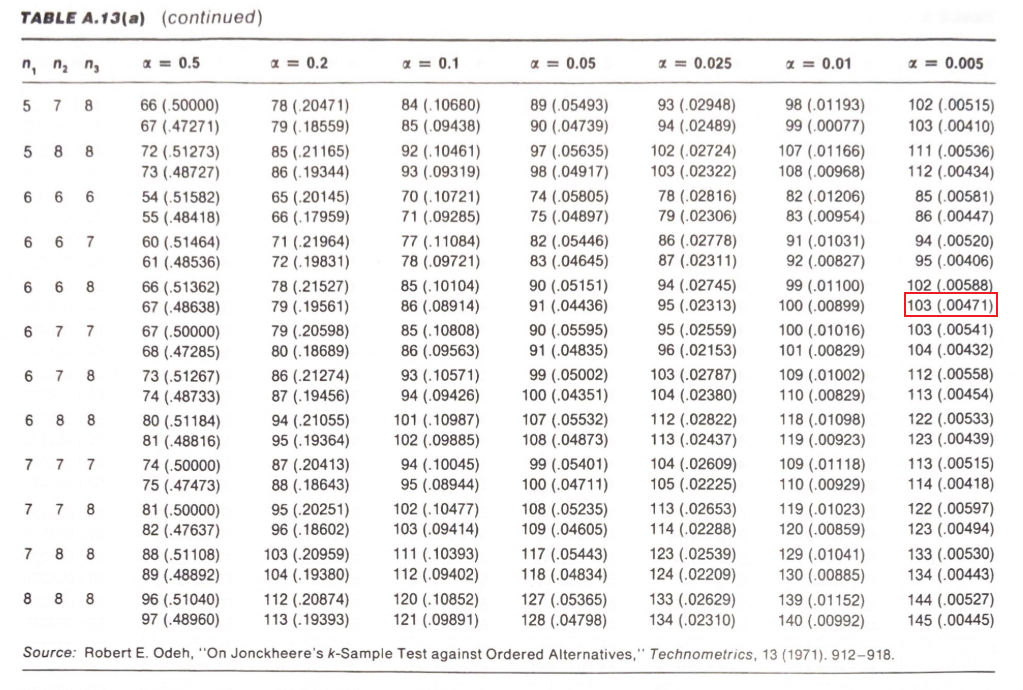 TABLE A.13(a) (continued)
n₁ n₂ n₃ α = 0.5 α = 0.2 α = 0.1 α = 0.05 α = 0.025 α = 0.01 α = 0.005
5 7 8 66 (.50000) 78 (.20471) 84 (.10680) 89 (.05493) 93 (.02948) 98 (.01193) 102 (.00515)
67 (.47271) 79 (.18559) 85 (.09438) 90 (.04739) 94 (.02489) 99 (.00077) 103 (.00410)
5 8 8 72 (.51273) 85 (.21165) 92 (.10461) 97 (.05635) 102 (.02724) 107 (.01166) 111 (.00536)
73 (.48727) 86 (.19344) 93 (.09319) 98 (.04917) 103 (.02322) 108 (.00968) 112 (.00434)
6 6 6 54 (.51582) 65 (.20145) 70 (.10721) 74 (.05805) 78 (.02816) 82 (.01206) 85 (.00581)
55 (.48418) 66 (.17959) 71 (.09285) 75 (.04897) 79 (.02306) 83 (.00954) 86 (.00447)
6 6 7 60 (.51464) 71 (.21964) 77 (.11084) 82 (.05446) 86 (.02778) 91 (.01031) 94 (.00520)
61 (.48536) 72 (.19831) 78 (.09721) 83 (.04645) 87 (.02311) 92 (.00827) 95 (.00406)
6 6 8 66 (.51362) 78 (.21527) 85 (.10104) 90 (.05151) 94 (.02745) 99 (.01100) 102 (.00588)
67 (.48638) 79 (.19561) 86 (.08914) 91 (.04436) 95 (.02313) 100 (.00899) 103 (.00471)
6 7 7 67 (.50000) 79 (.20598) 85 (.10808) 90 (.05595) 95 (.02559) 100 (.01016) 103 (.00541)
68 (.47285) 80 (.18689) 86 (.09563) 91 (.04835) 96 (.02153) 101 (.00829) 104 (.00432)
6 7 8 73 (.51267) 86 (.21274) 93 (.10571) 99 (.05002) 103 (.02787) 109 (.01002) 112 (.00558)
74 (.48733) 87 (.19456) 94 (.09426) 100 (.04351) 104 (.02380) 110 (.00829) 113 (.00454)
6 8 8 80 (.51184) 94 (.21055) 101 (.10987) 107 (.05532) 112 (.02822) 118 (.01098) 122 (.00533)
81 (.48816) 95 (.19364) 102 (.09885) 108 (.04873) 113 (.02437) 119 (.00923) 123 (.00439)
7 7 7 74 (.50000) 87 (.20413) 94 (.10045) 99 (.05401) 104 (.02609) 109 (.01118) 113 (.00515)
75 (.47473) 88 (.18643) 95 (.08944) 100 (.04711) 105 (.02225) 110 (.00929) 114 (.00418)
7 7 8 81 (.50000) 95 (.20251) 102 (.10477) 108 (.05235) 113 (.02653) 119 (.01023) 122 (.00597)
82 (.47637) 96 (.18602) 103 (.09414) 109 (.04605) 114 (.02288) 120 (.00859) 123 (.00494)
7 8 8 88 (.51108) 103 (.20959) 111 (.10393) 117 (.05443) 123 (.02539) 129 (.01041) 133 (.00530)
89 (.48892) 104 (.19380) 112 (.09402) 118 (.04834) 124 (.02209) 130 (.00885) 134 (.00443)
8 8 8 96 (.51040) 112 (.20874) 120 (.10852) 127 (.05365) 133 (.02629) 139 (.01152) 144 (.00527)
97 (.48960) 113 (.19393) 121 (.09891) 128 (.04798) 134 (.02310) 140 (.00992) 145 (.00445)
Source: Robert E. Odeh, "On Jonckheere's k-Sample Test against Ordered Alternatives," Technometrics, 13 (1971). 912–918.